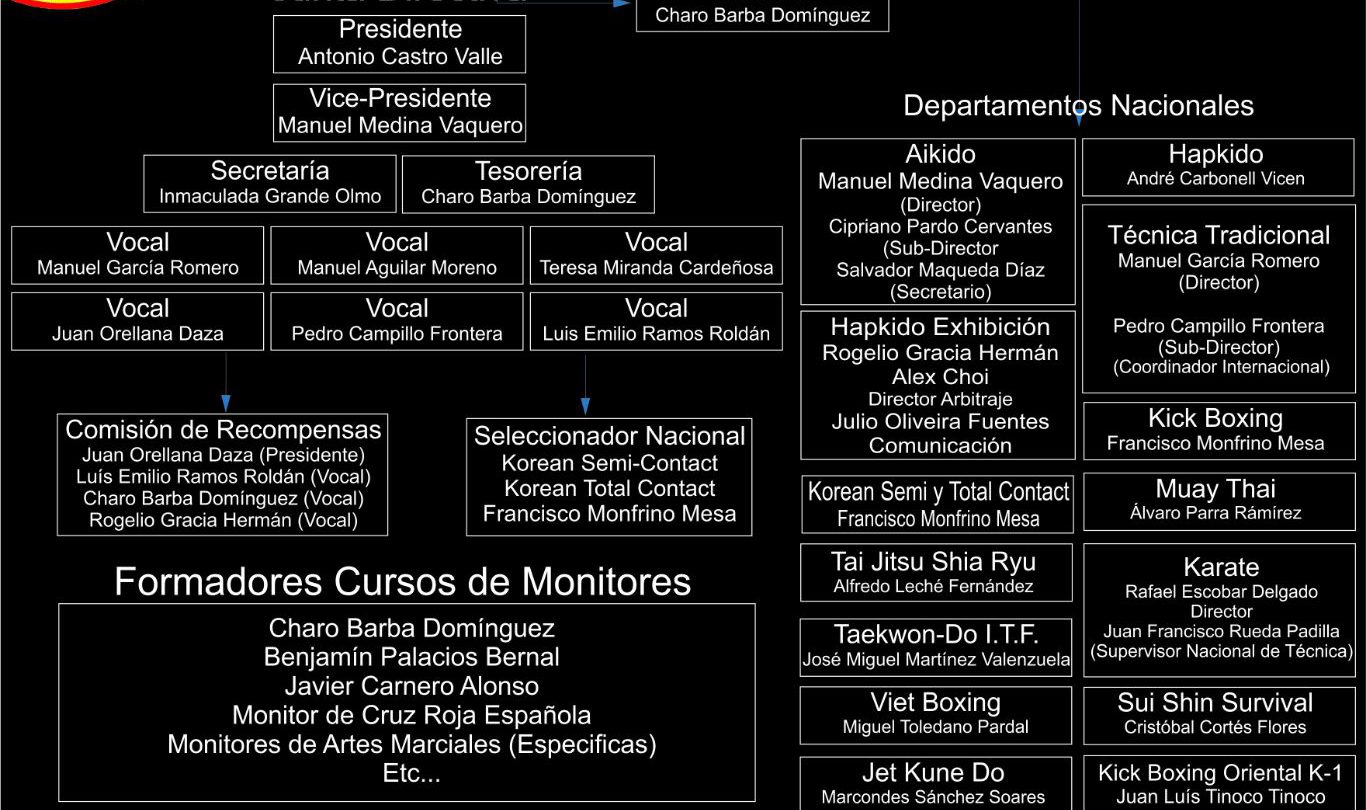 Junta Directiva
Charo Barba Domínguez
Presidente
Antonio Castro Valle
Vice-Presidente
Manuel Medina Vaquero
Secretaría
Inmaculada Grande Olmo
Tesorería
Charo Barba Domínguez
Vocal
Manuel García Romero
Vocal
Manuel Aguilar Moreno
Vocal
Teresa Miranda Cardeñosa
Vocal
Juan Orellana Daza
Vocal
Pedro Campillo Frontera
Vocal
Luis Emilio Ramos Roldán
Comisión de Recompensas
Juan Orellana Daza (Presidente)
Luís Emilio Ramos Roldán (Vocal)
Charo Barba Domínguez (Vocal)
Rogelio Gracia Hermán (Vocal)
Seleccionador Nacional
Korean Semi-Contact
Korean Total Contact
Francisco Monfrino Mesa
Formadores Cursos de Monitores
Charo Barba Domínguez
Benjamín Palacios Bernal
Javier Carnero Alonso
Monitor de Cruz Roja Española
Monitores de Artes Marciales (Especificas)
Etc...
Departamentos Nacionales
Aikido
Manuel Medina Vaquero
(Director)
Cipriano Pardo Cervantes
(Sub-Director
Salvador Maqueda Díaz
(Secretario)
Hapkido Exhibición
Rogelio Gracia Hermán
Alex Choi
Director Arbitraje
Julio Oliveira Fuentes
Comunicación
Korean Semi y Total Contact
Francisco Monfrino Mesa
Tai Jitsu Shia Ryu
Alfredo Leché Fernández
Taekwon-Do I.T.F.
José Miguel Martínez Valenzuela
Viet Boxing
Miguel Toledano Pardal
Jet Kune Do
Marcondes Sánchez Soares
Hapkido
André Carbonell Vicen
Técnica Tradicional
Manuel García Romero
(Director)
Pedro Campillo Frontera
(Sub-Director)
(Coordinador Internacional)
Kick Boxing
Francisco Monfrino Mesa
Muay Thai
Álvaro Parra Rámírez
Karate
Rafael Escobar Delgado
Director
Juan Francisco Rueda Padilla
(Supervisor Nacional de Técnica)
Sui Shin Survival
Cristóbal Cortés Flores
Kick Boxing Oriental K-1
Juan Luís Tinoco Tinoco